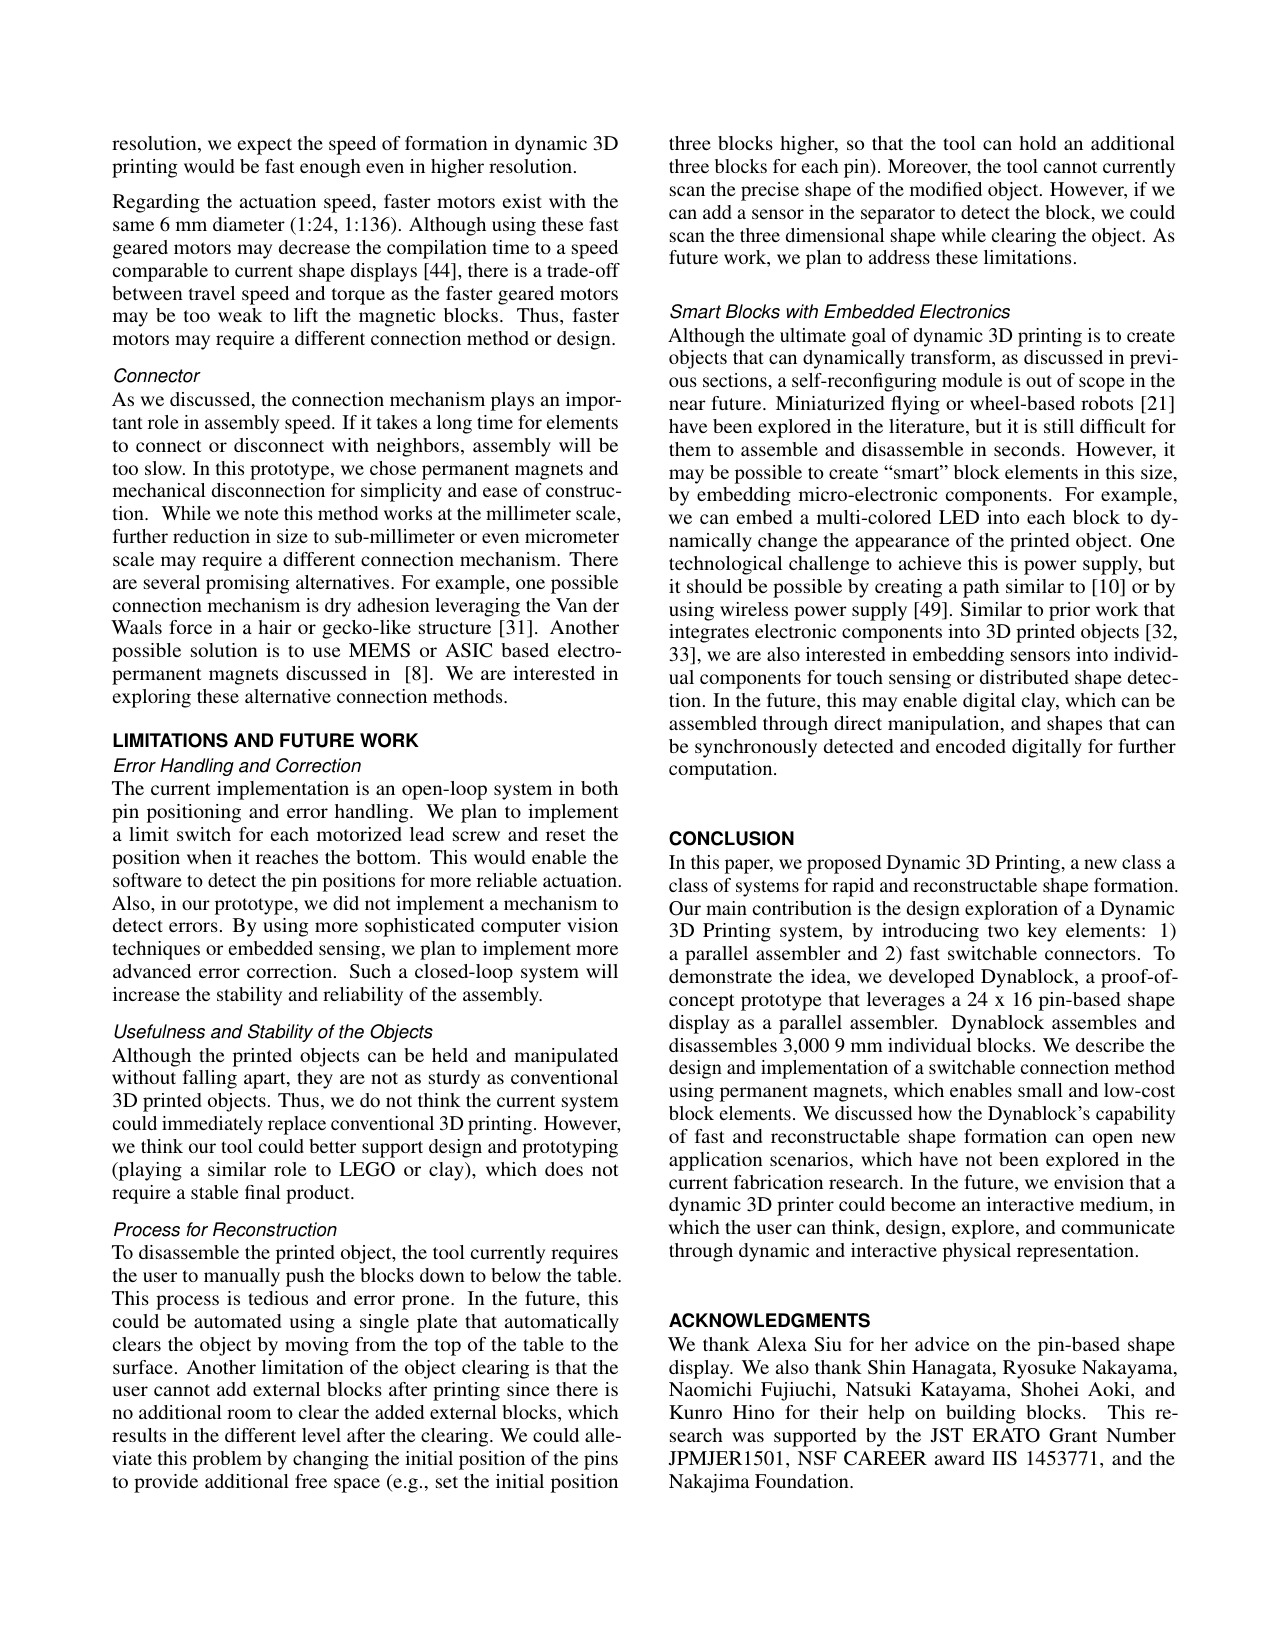 resolution, we expect the speed of formation in dynamic 3D
printing would be fast enough even in higher resolution.
Regarding the actuation speed, faster motors exist with the
same 6 mm diameter (1:24, 1:136). Although using these fast
geared motors may decrease the compilation time to a speed
comparable to current shape displays [44], there is a trade-off
between travel speed and torque as the faster geared motors
may be too weak to lift the magnetic blocks. Thus, faster
motors may require a different connection method or design.
Connector
As we discussed, the connection mechanism plays an impor-
tant role in assembly speed. If it takes a long time for elements
to connect or disconnect with neighbors, assembly will be
too slow. In this prototype, we chose permanent magnets and
mechanical disconnection for simplicity and ease of construc-
tion. While we note this method works at the millimeter scale,
further reduction in size to sub-millimeter or even micrometer
scale may require a different connection mechanism. There
are several promising alternatives. For example, one possible
connection mechanism is dry adhesion leveraging the Van der
Waals force in a hair or gecko-like structure [31]. Another
possible solution is to use MEMS or ASIC based electro-
permanent magnets discussed in [8]. We are interested in
exploring these alternative connection methods.
LIMITATIONS AND FUTURE WORK
Error Handling and Correction
The current implementation is an open-loop system in both
pin positioning and error handling. We plan to implement
a limit switch for each motorized lead screw and reset the
position when it reaches the bottom. This would enable the
software to detect the pin positions for more reliable actuation.
Also, in our prototype, we did not implement a mechanism to
detect errors. By using more sophisticated computer vision
techniques or embedded sensing, we plan to implement more
advanced error correction. Such a closed-loop system will
increase the stability and reliability of the assembly.
Usefulness and Stability of the Objects
Although the printed objects can be held and manipulated
without falling apart, they are not as sturdy as conventional
3D printed objects. Thus, we do not think the current system
could immediately replace conventional 3D printing. However,
we think our tool could better support design and prototyping
(playing a similar role to LEGO or clay), which does not
require a stable final product.
Process for Reconstruction
To disassemble the printed object, the tool currently requires
the user to manually push the blocks down to below the table.
This process is tedious and error prone. In the future, this
could be automated using a single plate that automatically
clears the object by moving from the top of the table to the
surface. Another limitation of the object clearing is that the
user cannot add external blocks after printing since there is
no additional room to clear the added external blocks, which
results in the different level after the clearing. We could alle-
viate this problem by changing the initial position of the pins
to provide additional free space (e.g., set the initial position
three blocks higher, so that the tool can hold an additional
three blocks for each pin). Moreover, the tool cannot currently
scan the precise shape of the modified object. However, if we
can add a sensor in the separator to detect the block, we could
scan the three dimensional shape while clearing the object. As
future work, we plan to address these limitations.
Smart Blocks with Embedded Electronics
Although the ultimate goal of dynamic 3D printing is to create
objects that can dynamically transform, as discussed in previ-
ous sections, a self-reconfiguring module is out of scope in the
near future. Miniaturized flying or wheel-based robots [21]
have been explored in the literature, but it is still difficult for
them to assemble and disassemble in seconds. However, it
may be possible to create “smart” block elements in this size,
by embedding micro-electronic components. For example,
we can embed a multi-colored LED into each block to dy-
namically change the appearance of the printed object. One
technological challenge to achieve this is power supply, but
it should be possible by creating a path similar to [10] or by
using wireless power supply [49]. Similar to prior work that
integrates electronic components into 3D printed objects [32,
33], we are also interested in embedding sensors into individ-
ual components for touch sensing or distributed shape detec-
tion. In the future, this may enable digital clay, which can be
assembled through direct manipulation, and shapes that can
be synchronously detected and encoded digitally for further
computation.
CONCLUSION
In this paper, we proposed Dynamic 3D Printing, a new class a
class of systems for rapid and reconstructable shape formation.
Our main contribution is the design exploration of a Dynamic
3D Printing system, by introducing two key elements: 1)
a parallel assembler and 2) fast switchable connectors. To
demonstrate the idea, we developed Dynablock, a proof-of-
concept prototype that leverages a 24 x 16 pin-based shape
display as a parallel assembler. Dynablock assembles and
disassembles 3,000 9 mm individual blocks. We describe the
design and implementation of a switchable connection method
using permanent magnets, which enables small and low-cost
block elements. We discussed how the Dynablock’s capability
of fast and reconstructable shape formation can open new
application scenarios, which have not been explored in the
current fabrication research. In the future, we envision that a
dynamic 3D printer could become an interactive medium, in
which the user can think, design, explore, and communicate
through dynamic and interactive physical representation.
ACKNOWLEDGMENTS
We thank Alexa Siu for her advice on the pin-based shape
display. We also thank Shin Hanagata, Ryosuke Nakayama,
Naomichi Fujiuchi, Natsuki Katayama, Shohei Aoki, and
Kunro Hino for their help on building blocks. This re-
search was supported by the JST ERATO Grant Number
JPMJER1501, NSF CAREER award IIS 1453771, and the
Nakajima Foundation.